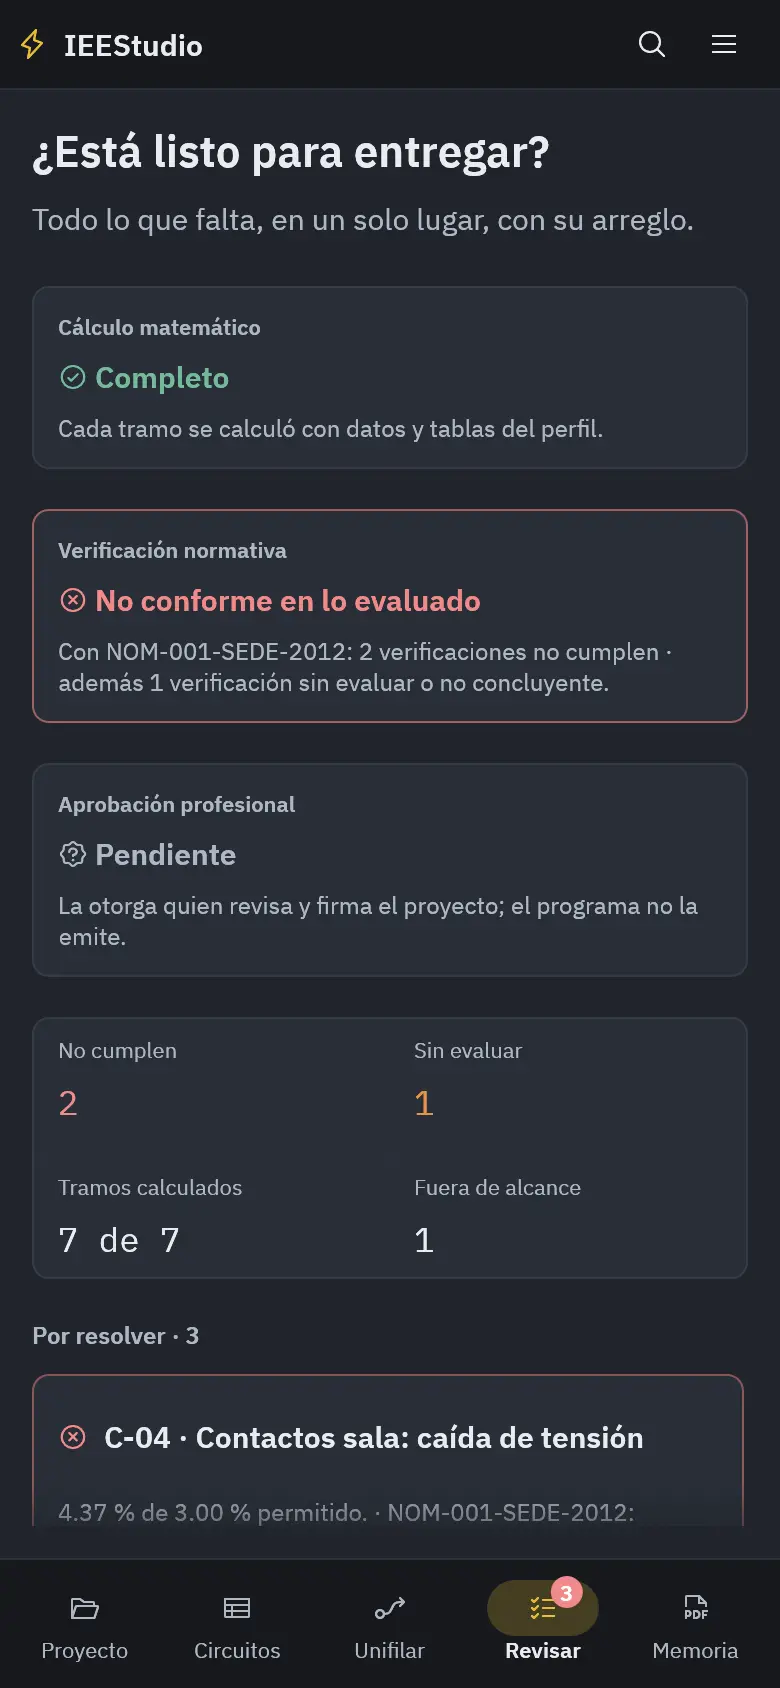 IEEStudio
¿Está listo para entregar?
Todo lo que falta, en un solo lugar, con su arreglo.
Cálculo matemático
Completo
Cada tramo se calculó con datos y tablas del perfil.
Verificación normativa
No conforme en lo evaluado
Con NOM-001-SEDE-2012: 2 verificaciones no cumplen ·
además 1 verificación sin evaluar o no concluyente.
Aprobación profesional
Pendiente
La otorga quien revisa y firma el proyecto; el programa no la
emite.
No cumplen
2
Sin evaluar
1
Tramos calculados
7 de 7
Fuera de alcance
1
Por resolver · 3
C-04 · Contactos sala: caída de tensión
4.37 % de 3.00 % permitido. · NOM-001-SEDE-2012:
Proyecto
Circuitos
Unifilar
3
Revisar
PDF
Memoria